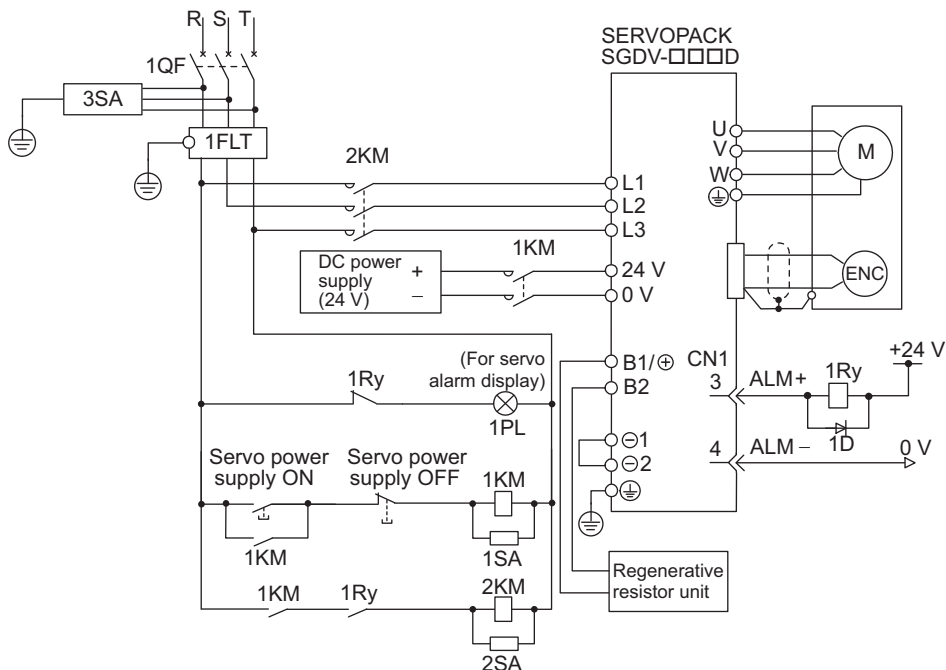 R S T
1QF
3SA
1FLT
2KM
1KM
DC power
supply
(24 V)
+
−
SERVOPACK
SGDV-□□□D
L1
L2
L3
24 V
0 V
B1/⊕
B2
⊖1
⊖2
U
V
W
M
ENC
CN1
3
ALM+
1Ry
+24 V
1D
4
ALM−
0 V
1Ry
(For servo
alarm display)
1PL
Servo power
supply ON
Servo power
supply OFF
1KM
1KM
1SA
1KM
1Ry
2KM
2SA
Regenerative
resistor unit